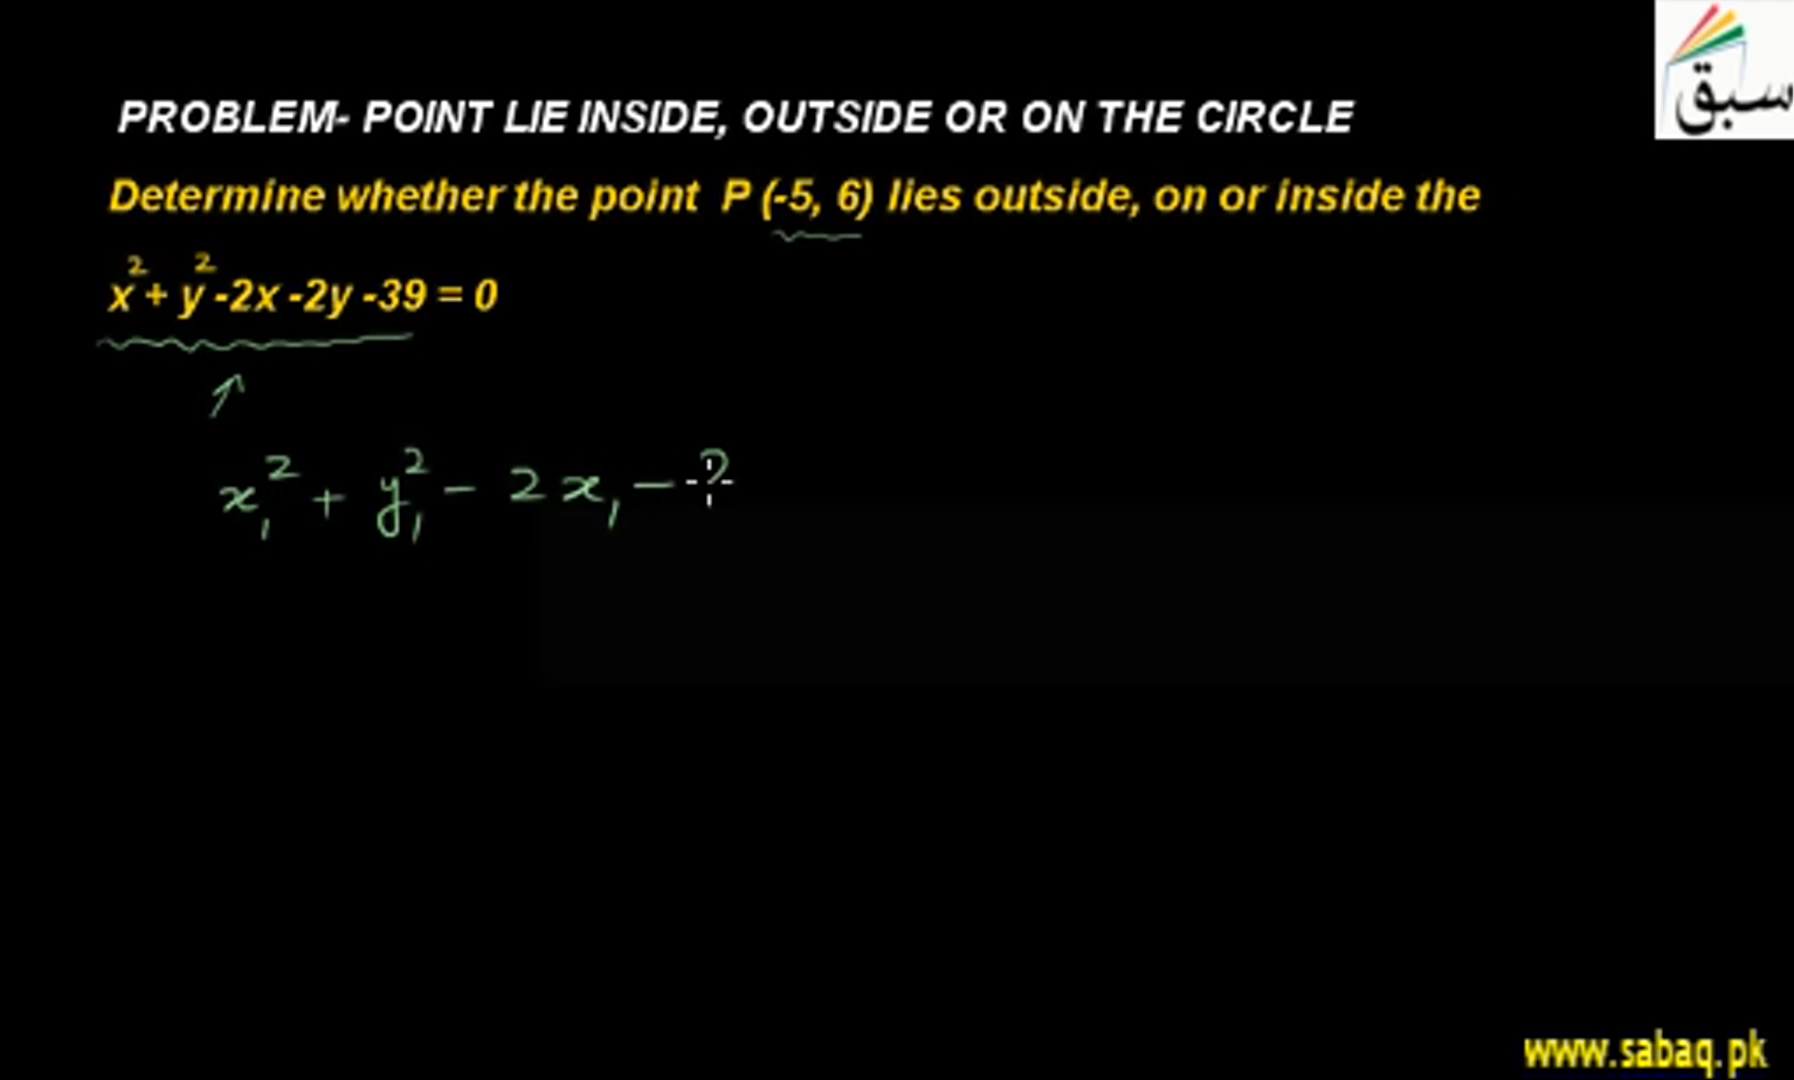 سبق
PROBLEM- POINT LIE INSIDE, OUTSIDE OR ON THE CIRCLE
Determine whether the point P (-5, 6) lies outside, on or inside the
x² + y² -2x -2y -39 = 0
x₁² + y₁² - 2x₁ - 2
www.sabaq.pk